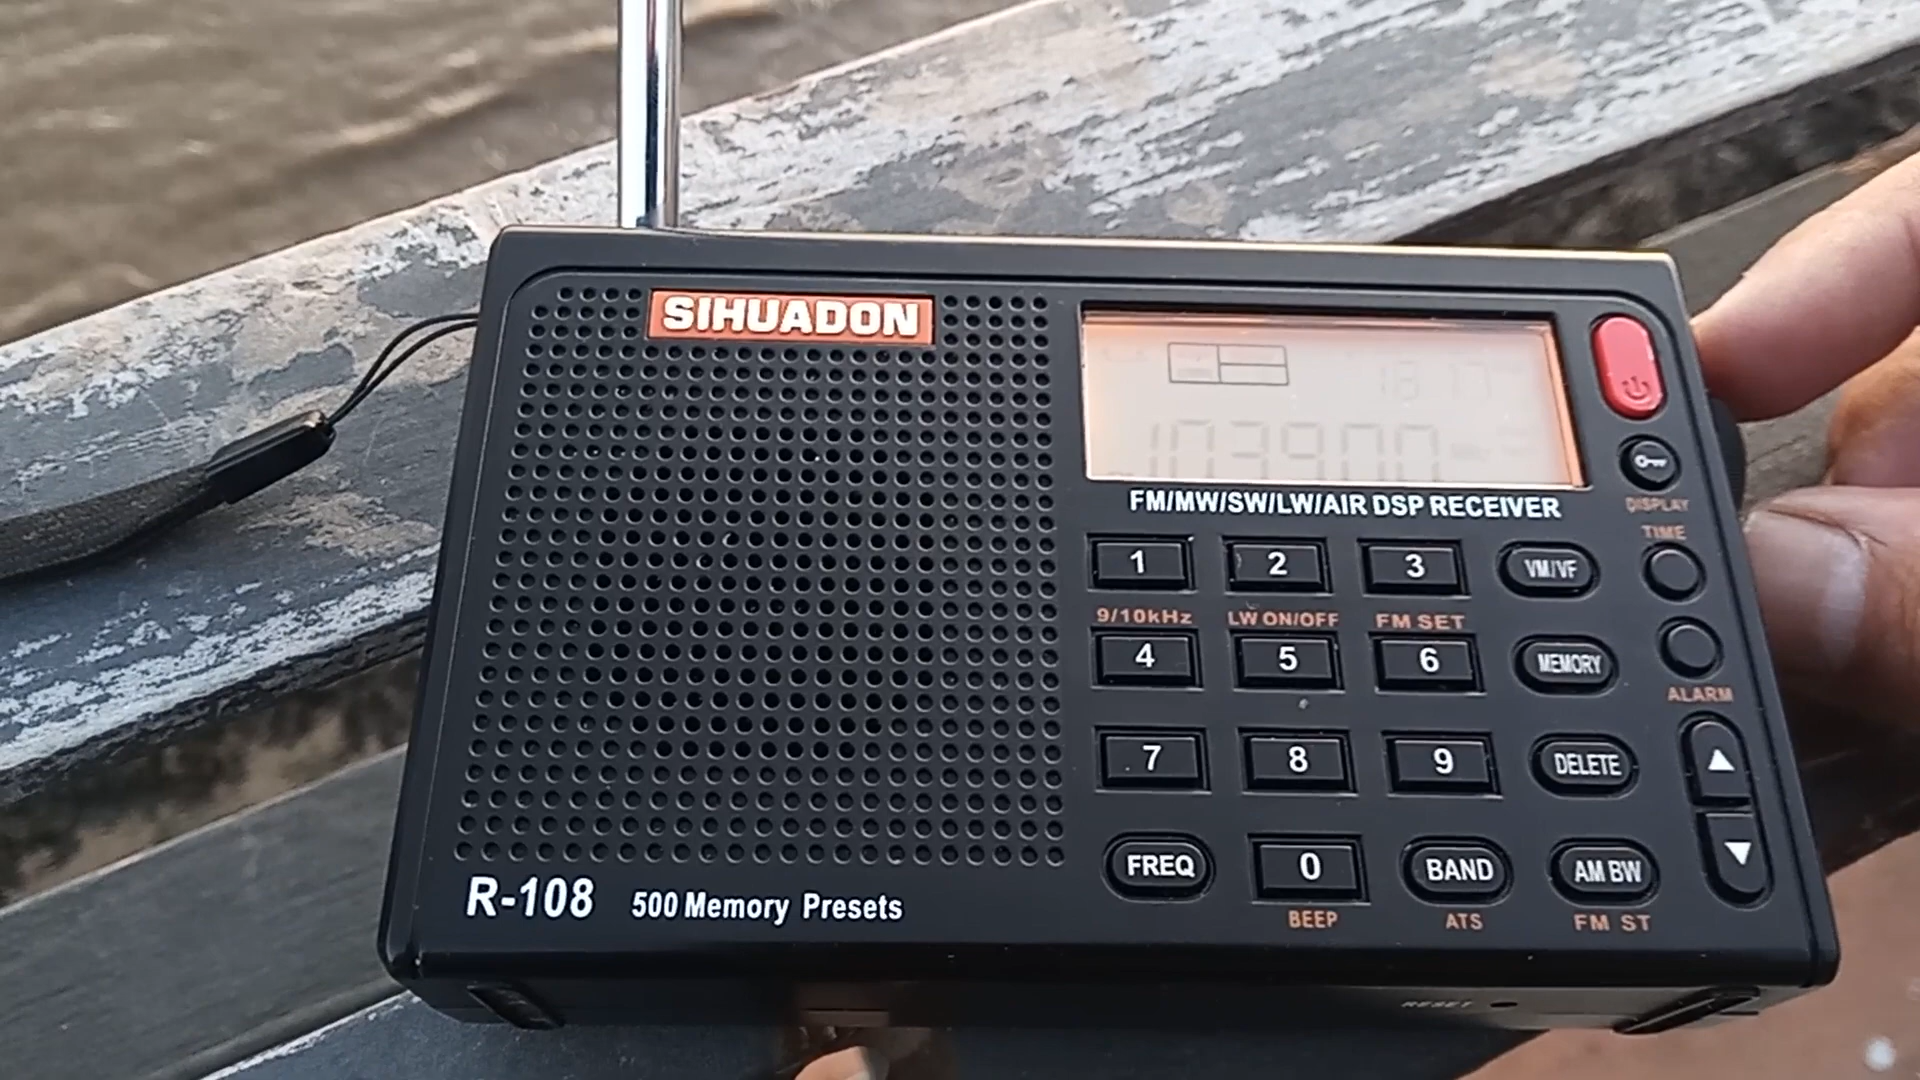 SIHUADON
103900
FM/MW/SW/LW/AIR DSP RECEIVER
DISPLAY
TIME
1 2 3 VM/VF
9/10kHz LW ON/OFF FM SET
4 5 6 MEMORY
ALARM
7 8 9 DELETE
FREQ 0 BAND AM BW
BEEP ATS FM ST
R-108 500 Memory Presets
RESET